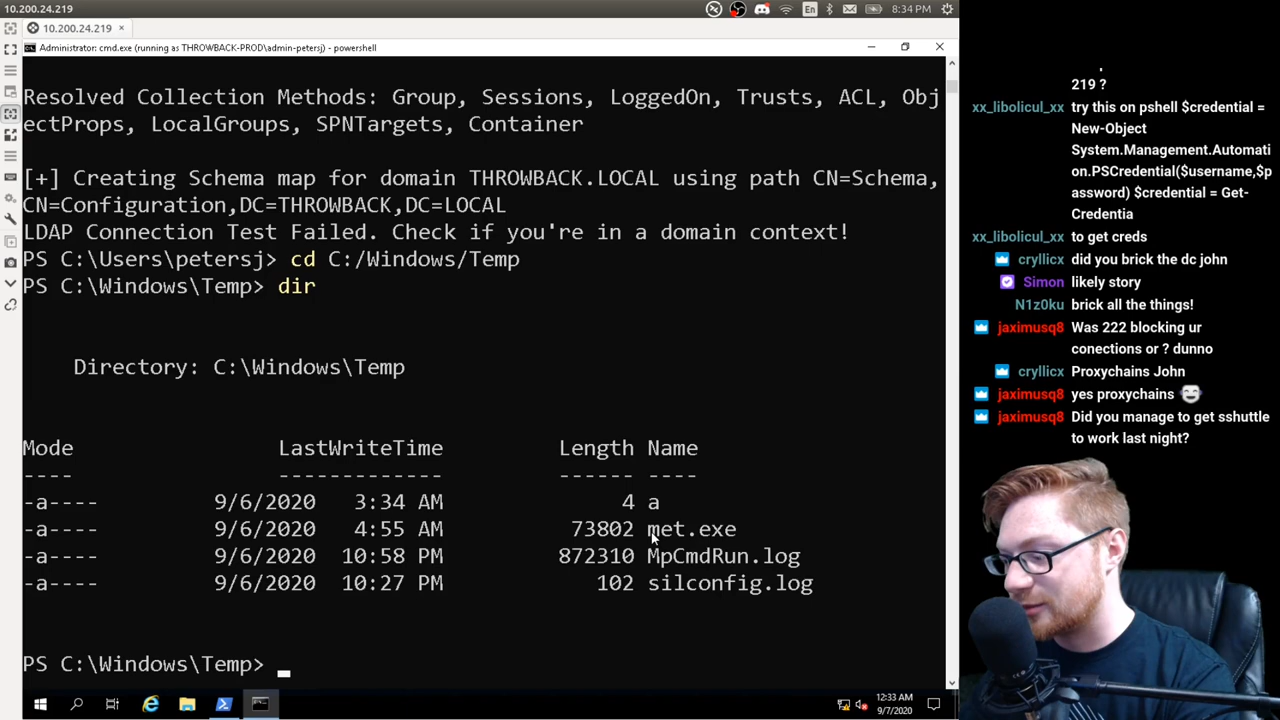 10.200.24.219
En
8:34 PM
10.200.24.219 ×
Administrator: cmd.exe (running as THROWBACK-PROD\admin-petersj) - powershell
Resolved Collection Methods: Group, Sessions, LoggedOn, Trusts, ACL, Obj
ectProps, LocalGroups, SPNTargets, Container
[+] Creating Schema map for domain THROWBACK.LOCAL using path CN=Schema,
CN=Configuration,DC=THROWBACK,DC=LOCAL
LDAP Connection Test Failed. Check if you're in a domain context!
PS C:\Users\petersj> cd C:/Windows/Temp
PS C:\Windows\Temp> dir
Directory: C:\Windows\Temp
Mode LastWriteTime Length Name
---- ------------- ------ ----
-a---- 9/6/2020 3:34 AM 4 a
-a---- 9/6/2020 4:55 AM 73802 met.exe
-a---- 9/6/2020 10:58 PM 872310 MpCmdRun.log
-a---- 9/6/2020 10:27 PM 102 silconfig.log
PS C:\Windows\Temp>
12:33 AM
9/7/2020
219 ?
xx_libolicul_xx try this on pshell $credential =
New-Object
System.Management.Automati
on.PSCredential($username,$p
assword) $credential = Get-
Credentia
xx_libolicul_xx to get creds
cryllicx did you brick the dc john
Simon likely story
N1z0ku brick all the things!
jaximusq8 Was 222 blocking ur
conections or ? dunno
cryllicx Proxychains John
jaximusq8 yes proxychains
jaximusq8 Did you manage to get sshuttle
to work last night?